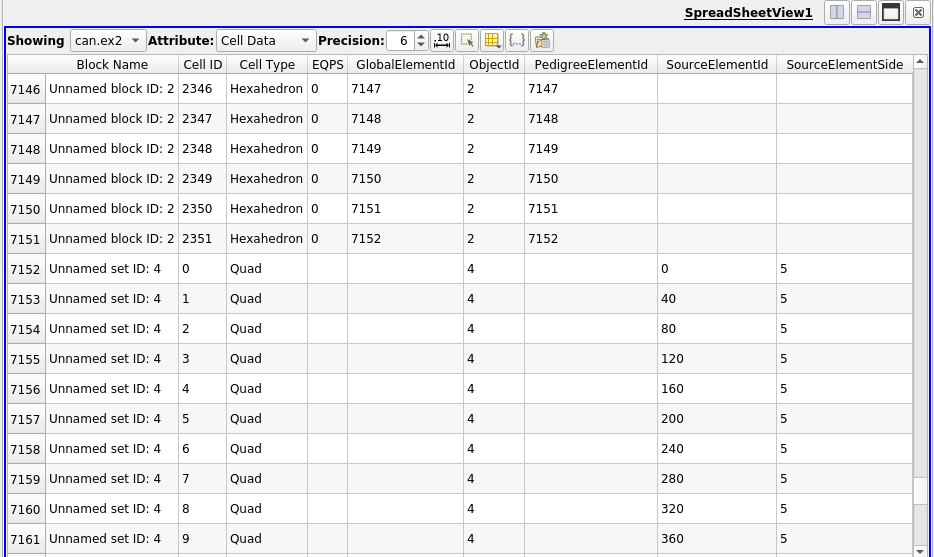 SpreadSheetView1
Showing can.ex2 Attribute: Cell Data Precision: 6 .10 {..}
Block Name Cell ID Cell Type EQPS GlobalElementId ObjectId PedigreeElementId SourceElementId SourceElementSide
7146 Unnamed block ID: 2 2346 Hexahedron 0 7147 2 7147
7147 Unnamed block ID: 2 2347 Hexahedron 0 7148 2 7148
7148 Unnamed block ID: 2 2348 Hexahedron 0 7149 2 7149
7149 Unnamed block ID: 2 2349 Hexahedron 0 7150 2 7150
7150 Unnamed block ID: 2 2350 Hexahedron 0 7151 2 7151
7151 Unnamed block ID: 2 2351 Hexahedron 0 7152 2 7152
7152 Unnamed set ID: 4 0 Quad 4 0 5
7153 Unnamed set ID: 4 1 Quad 4 40 5
7154 Unnamed set ID: 4 2 Quad 4 80 5
7155 Unnamed set ID: 4 3 Quad 4 120 5
7156 Unnamed set ID: 4 4 Quad 4 160 5
7157 Unnamed set ID: 4 5 Quad 4 200 5
7158 Unnamed set ID: 4 6 Quad 4 240 5
7159 Unnamed set ID: 4 7 Quad 4 280 5
7160 Unnamed set ID: 4 8 Quad 4 320 5
7161 Unnamed set ID: 4 9 Quad 4 360 5